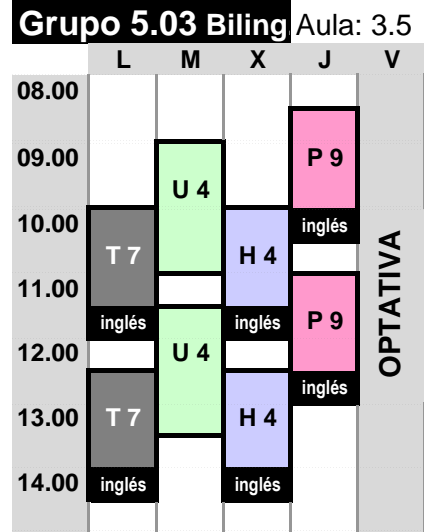 Grupo 5.03 Biling. Aula: 3.5
L M X J V
08.00
09.00 P 9
U 4
10.00 inglés
T 7 H 4
11.00
inglés inglés P 9
12.00 U 4
inglés
13.00 T 7 H 4
14.00 inglés inglés
OPTATIVA